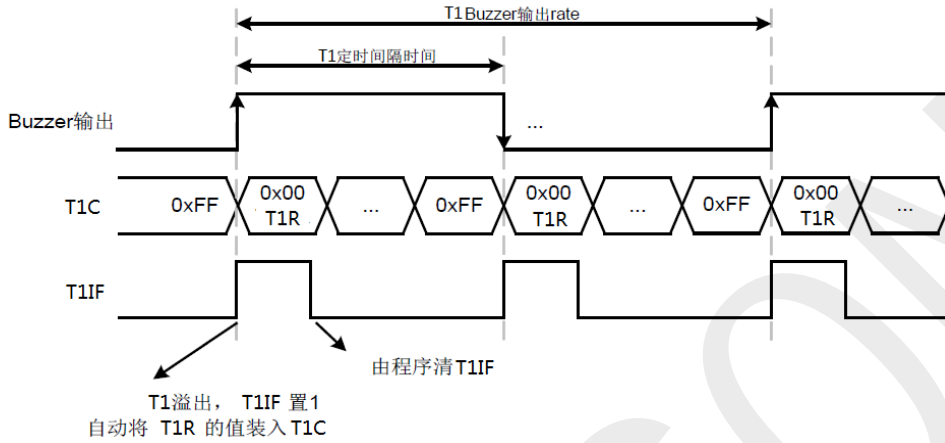 T1Buzzer输出rate
T1定时间隔时间
Buzzer输出
...
T1C
0xFF
0x00
T1R
...
0xFF
0x00
T1R
...
0xFF
0x00
T1R
...
T1IF
由程序清T1IF
T1溢出， T1IF 置1
自动将 T1R 的值装入T1C